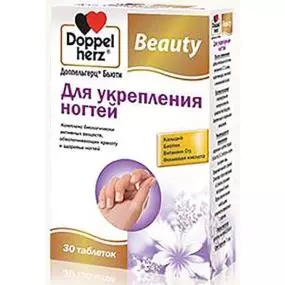 Doppel
herz®
Beauty
Доппельгерц® Бьюти
Для укрепления
ногтей
Комплекс биологически
активных веществ,
обеспечивающих красоту
и здоровье ногтей
Кальций
Биотин
Витамин D₃
Фолиевая кислота
30 таблеток